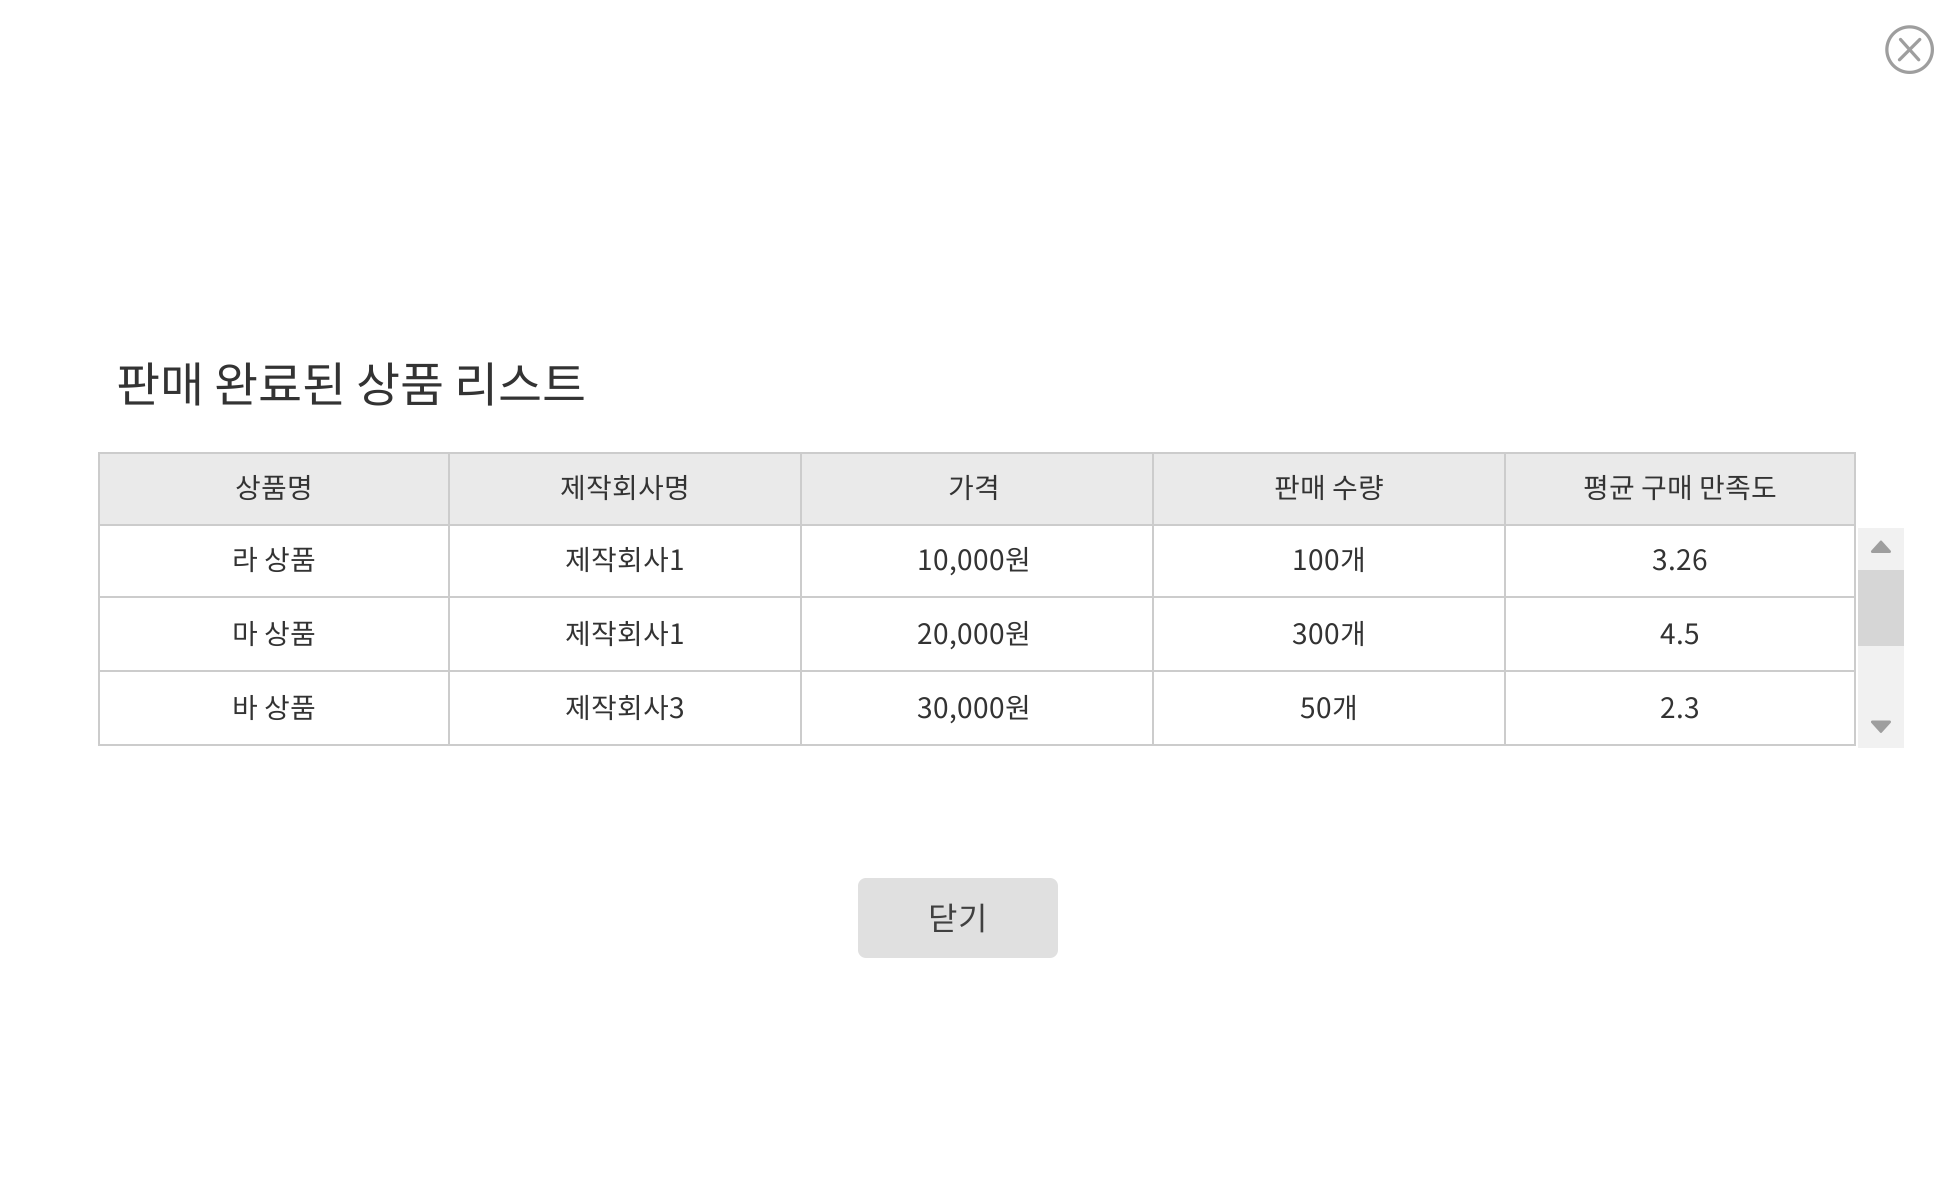 판매 완료된 상품 리스트
상품명 제작회사명 가격 판매 수량 평균 구매 만족도
라 상품 제작회사1 10,000원 100개 3.26
마 상품 제작회사1 20,000원 300개 4.5
바 상품 제작회사3 30,000원 50개 2.3
닫기